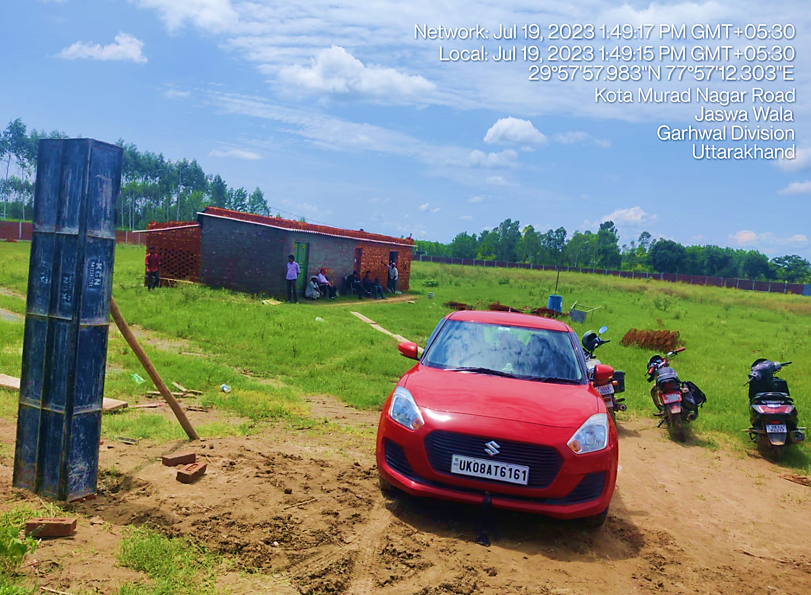 Network: Jul 19, 2023 1:49:17 PM GMT+05:30
Local: Jul 19, 2023 1:49:15 PM GMT+05:30
29°57'57.983"N 77°57'12.303"E
Kota Murad Nagar Road
Jaswa Wala
Garhwal Division
Uttarakhand
KKN
UK08AT6161